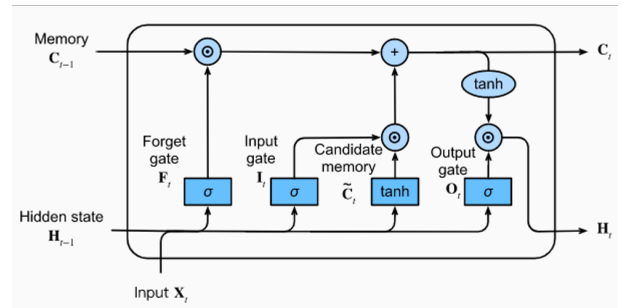 Memory
C_{t−1}
C_t
+
tanh
Forget
gate
F_t
Input
gate
I_t
Candidate
memory
C̃_t
Output
gate
O_t
σ
σ
tanh
σ
Hidden state
H_{t−1}
H_t
Input X_t